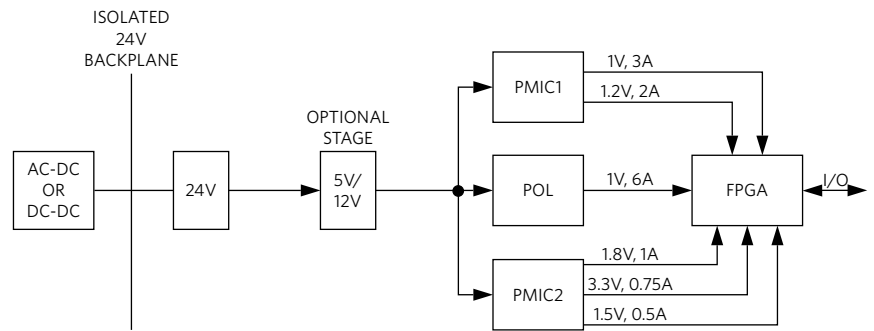 ISOLATED
24V
BACKPLANE
AC-DC
OR
DC-DC
24V
OPTIONAL
STAGE
5V/
12V
PMIC1
1V, 3A
1.2V, 2A
POL
1V, 6A
FPGA
I/O
PMIC2
1.8V, 1A
3.3V, 0.75A
1.5V, 0.5A